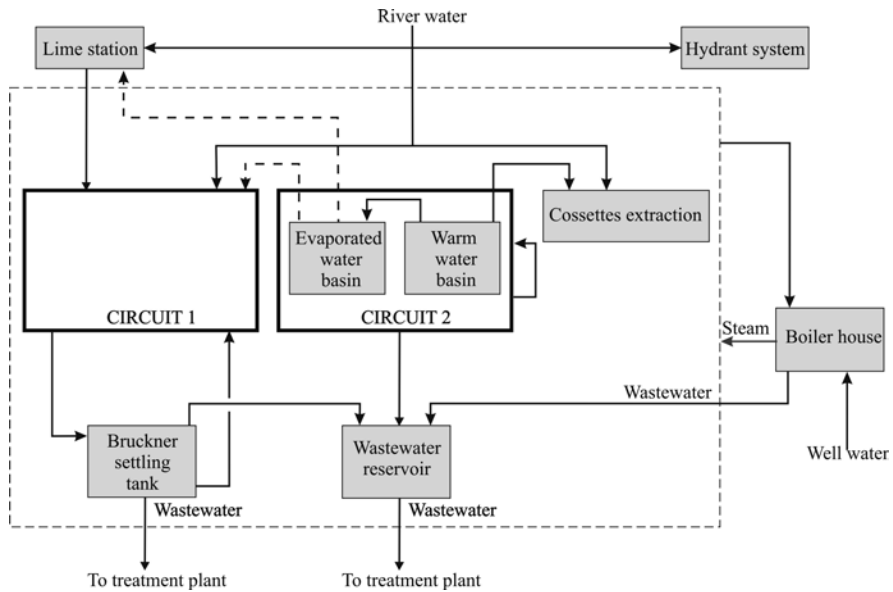 River water
Lime station
Hydrant system
Evaporated
water
basin
Warm
water
basin
Cossettes extraction
CIRCUIT 1
CIRCUIT 2
Steam
Boiler house
Wastewater
Bruckner
settling
tank
Wastewater
reservoir
Well water
Wastewater
Wastewater
To treatment plant
To treatment plant